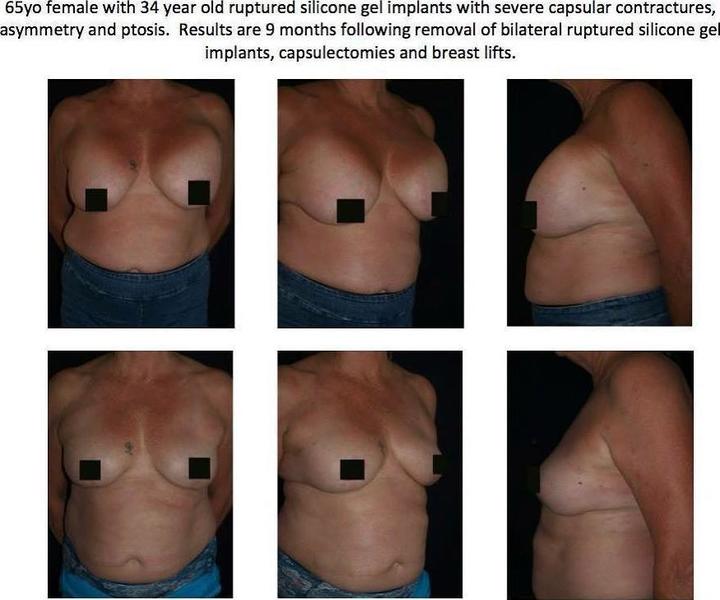 65yo female with 34 year old ruptured silicone gel implants with severe capsular contractures,
asymmetry and ptosis.  Results are 9 months following removal of bilateral ruptured silicone gel
implants, capsulectomies and breast lifts.